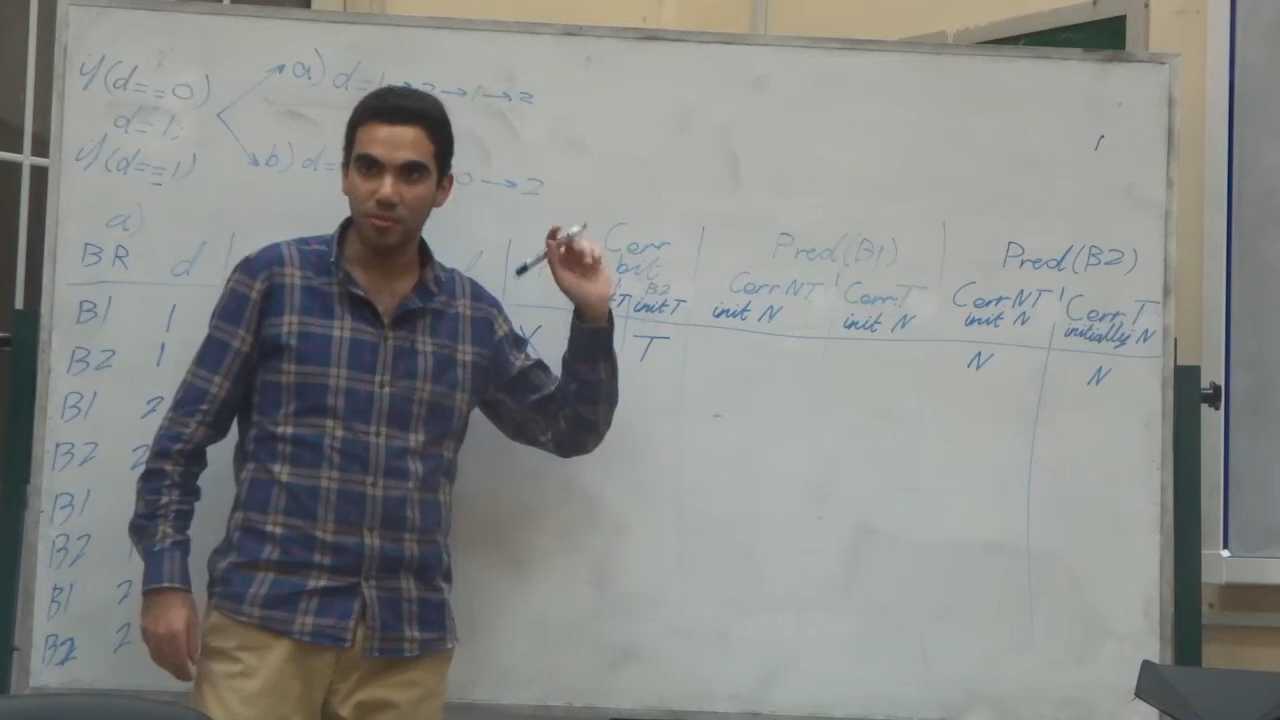 if(d==0)
d=1;
if(d==1)
a) d=1→2→1→2
b) d= 0→2
a)
BR d Corr bit Pred(B1) Pred(B2)
B2 init T Corr NT init N Corr T init N Corr NT init N Corr T initially N
B1 1 T N N
B2 1
B1 2
B2 2
B1
B2
B1 2
B2 2